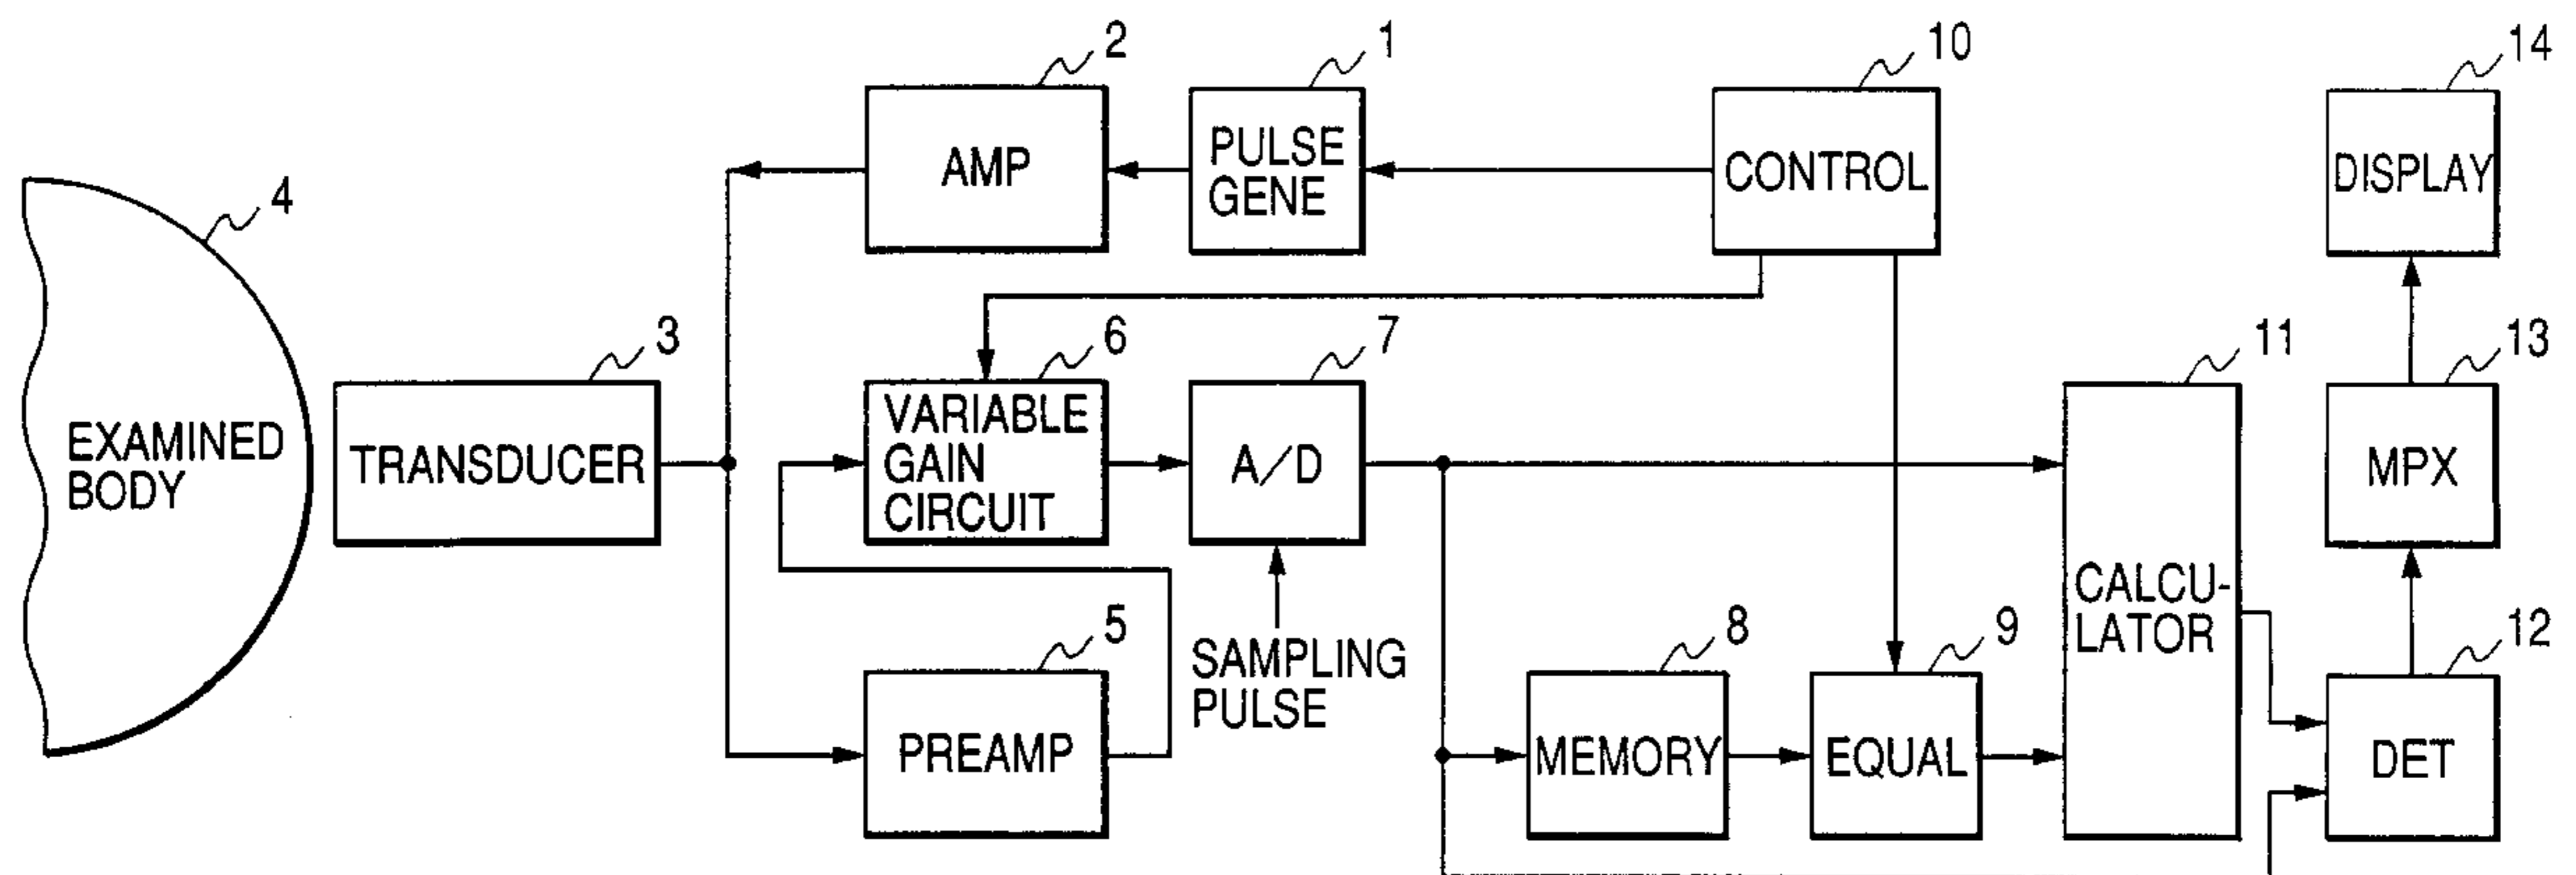 2
1
10
14
AMP
PULSE
GENE
CONTROL
DISPLAY
4
3
6
7
11
13
EXAMINED
BODY
TRANSDUCER
VARIABLE
GAIN
CIRCUIT
A/D
MPX
CALCU-
LATOR
5
SAMPLING
PULSE
8
9
12
PREAMP
MEMORY
EQUAL
DET